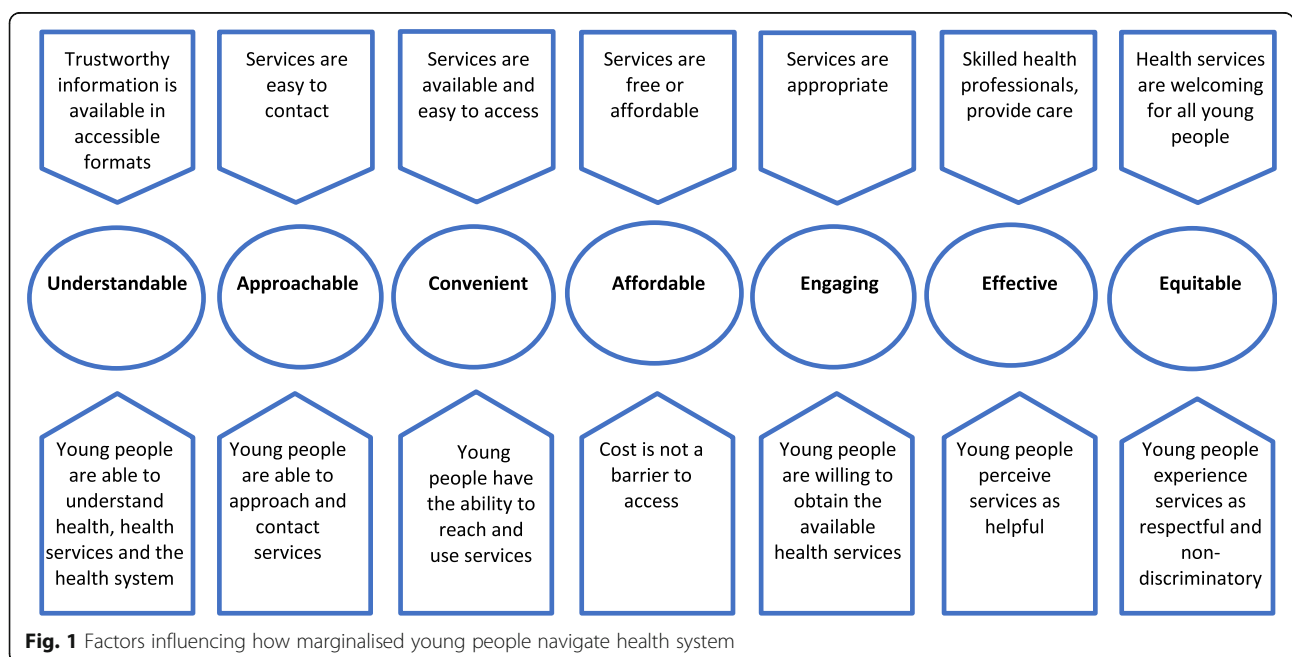 Trustworthy
information is
available in
accessible
formats
Services are
easy to
contact
Services are
available and
easy to access
Services are
free or
affordable
Services are
appropriate
Skilled health
professionals,
provide care
Health services
are welcoming
for all young
people
Understandable
Approachable
Convenient
Affordable
Engaging
Effective
Equitable
Young people
are able to
understand
health, health
services and the
health system
Young people
are able to
approach and
contact
services
Young
people have
the ability to
reach and
use services
Cost is not a
barrier to
access
Young people
are willing to
obtain the
available
health services
Young people
perceive
services as
helpful
Young people
experience
services as
respectful and
non-
discriminatory
Fig. 1 Factors influencing how marginalised young people navigate health system